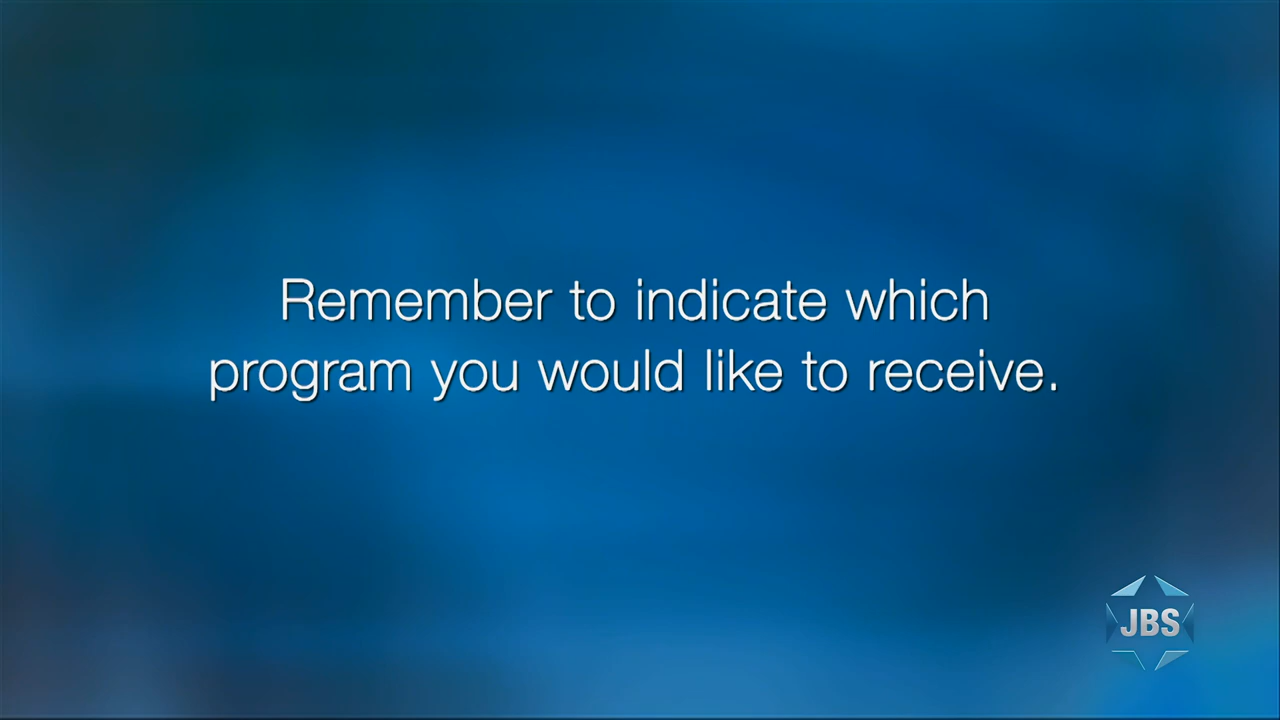 Remember to indicate which
program you would like to receive.
JBS